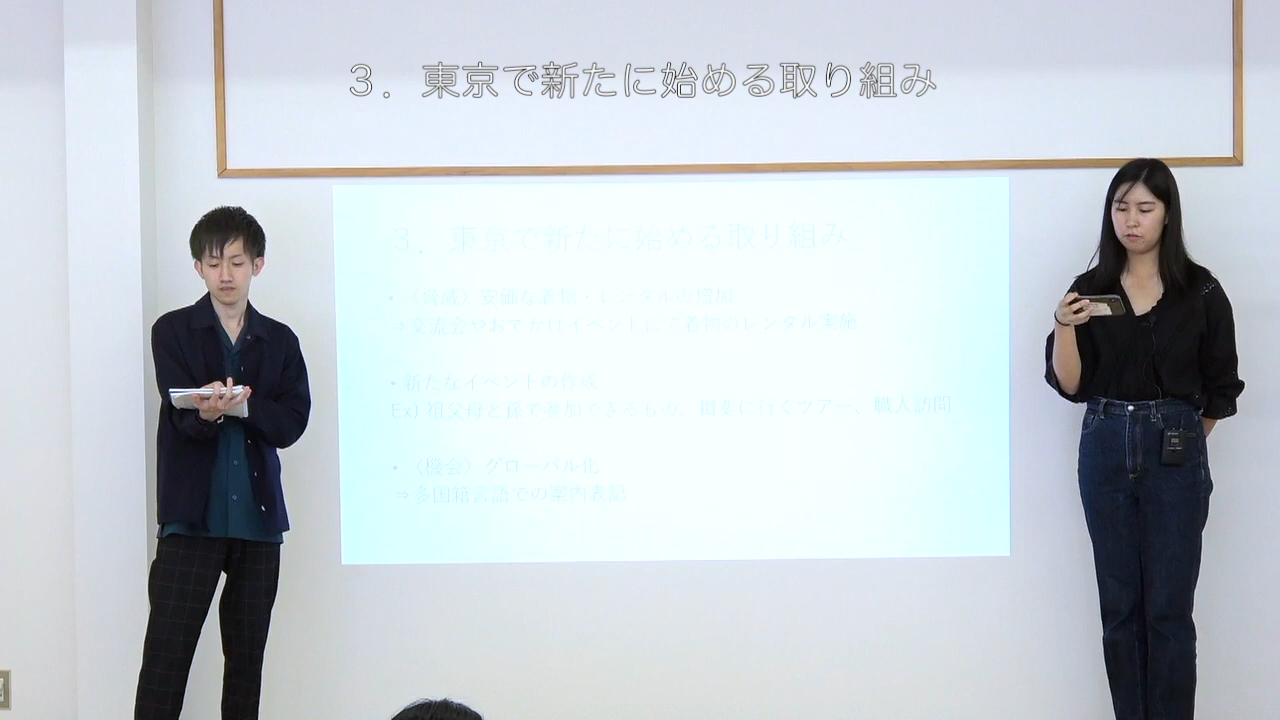 ３．東京で新たに始める取り組み
３．東京で新たに始める取り組み
・〈脅威〉安価な着物・レンタルの増加
⇒交流会やおでかけイベントにて着物のレンタル実施
・新たなイベントの作成
Ex) 祖父母と孫で参加できるもの、
に行くツアー、職人訪問
・〈機会〉グローバル化
⇒多国籍言語での案内表記